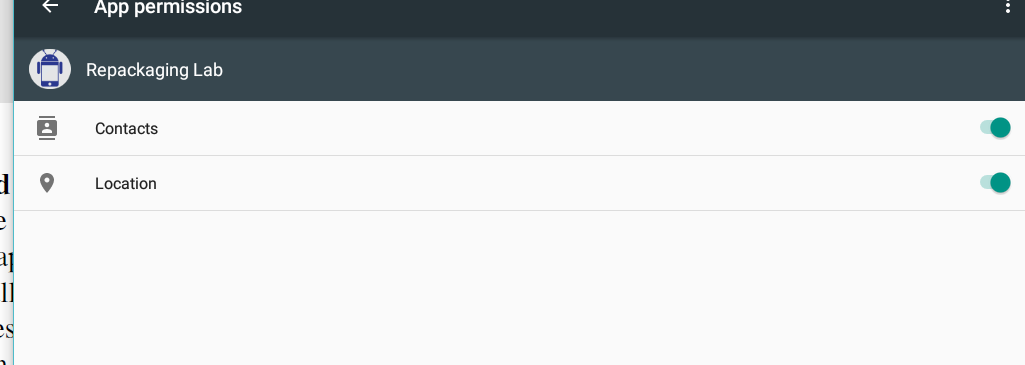 App permissions
Repackaging Lab
Contacts
Location